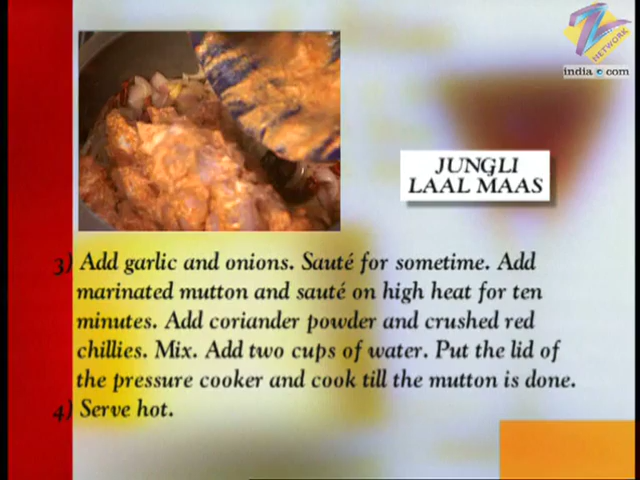 Z
NETWORK
india.com
JUNGLI
LAAL MAAS
3) Add garlic and onions. Sauté for sometime. Add
marinated mutton and sauté on high heat for ten
minutes. Add coriander powder and crushed red
chillies. Mix. Add two cups of water. Put the lid of
the pressure cooker and cook till the mutton is done.
4) Serve hot.